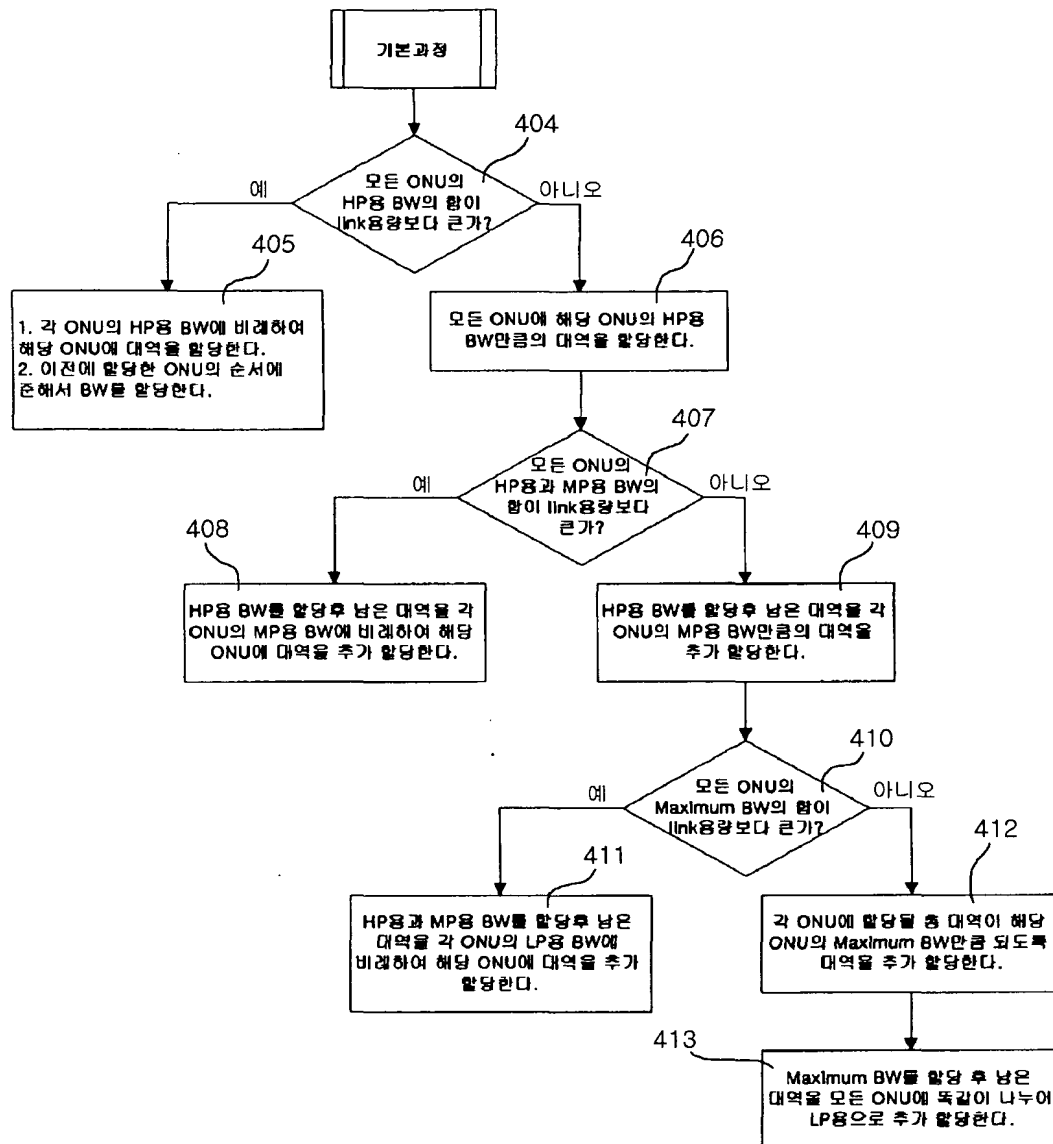 기본과정
404
모든 ONU의
HP용 BW의 합이
link용량보다 큰가?
예
아니오
405
1. 각 ONU의 HP용 BW에 비례하여
해당 ONU에 대역을 할당한다.
2. 이전에 할당한 ONU의 순서에
준해서 BW를 할당한다.
406
모든 ONU에 해당 ONU의 HP용
BW만큼의 대역을 할당한다.
407
모든 ONU의
HP용과 MP용 BW의
합이 link용량보다
큰가?
예
아니오
408
HP용 BW를 할당후 남은 대역을 각
ONU의 MP용 BW에 비례하여 해당
ONU에 대역을 추가 할당한다.
409
HP용 BW를 할당후 남은 대역을 각
ONU의 MP용 BW만큼의 대역을
추가 할당한다.
410
모든 ONU의
Maximum BW의 합이
link용량보다 큰가?
예
아니오
411
HP용과 MP용 BW를 할당후 남은
대역을 각 ONU의 LP용 BW에
비례하여 해당 ONU에 대역을 추가
할당한다.
412
각 ONU에 할당될 총 대역이 해당
ONU의 Maximum BW만큼 되도록
대역을 추가 할당한다.
413
Maximum BW를 할당 후 남은
대역을 모든 ONU에 똑같이 나누어
LP용으로 추가 할당한다.